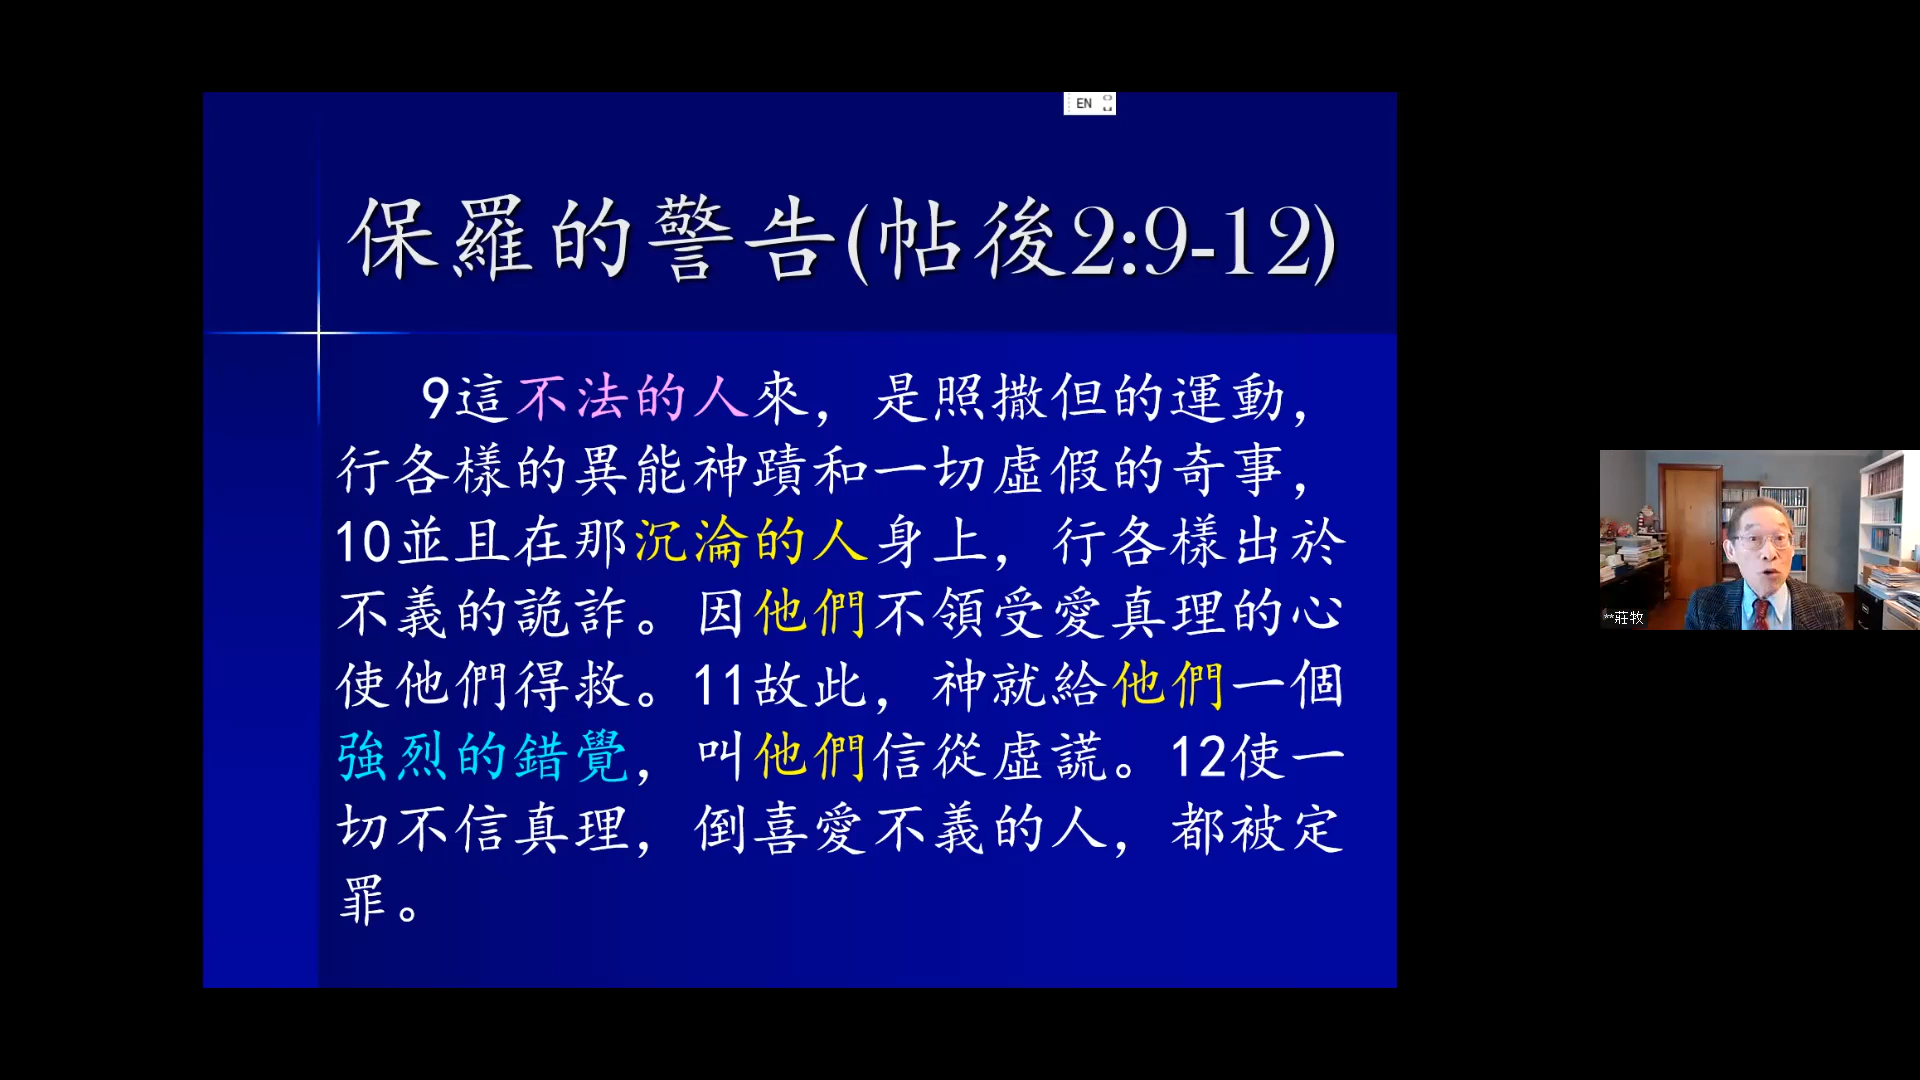 EN
保羅的警告(帖後2:9-12)
9這不法的人來，是照撒但的運動，
行各樣的異能神蹟和一切虛假的奇事，
10並且在那沉淪的人身上，行各樣出於
不義的詭詐。因他們不領受愛真理的心
使他們得救。11故此，神就給他們一個
強烈的錯覺，叫他們信從虛謊。12使一
切不信真理，倒喜愛不義的人，都被定
罪。
**莊牧